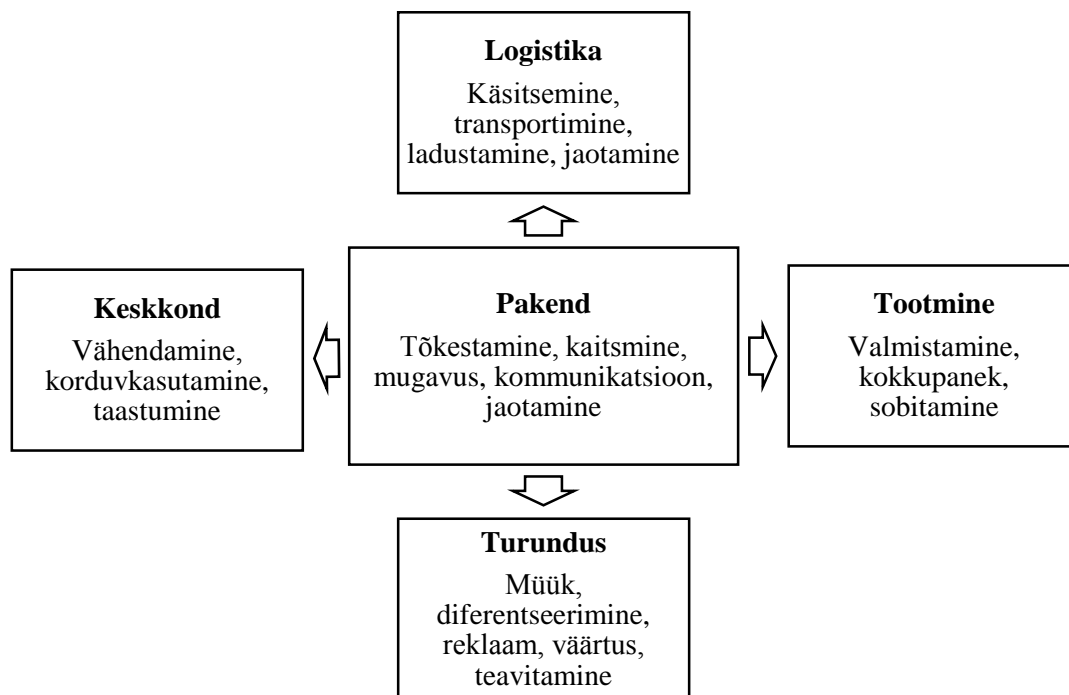 Logistika
Käsitsemine,
transportimine,
ladustamine, jaotamine
Keskkond
Vähendamine,
korduvkasutamine,
taastumine
Pakend
Tõkestamine, kaitsmine,
mugavus, kommunikatsioon,
jaotamine
Tootmine
Valmistamine,
kokkupanek,
sobitamine
Turundus
Müük,
diferentseerimine,
reklaam, väärtus,
teavitamine